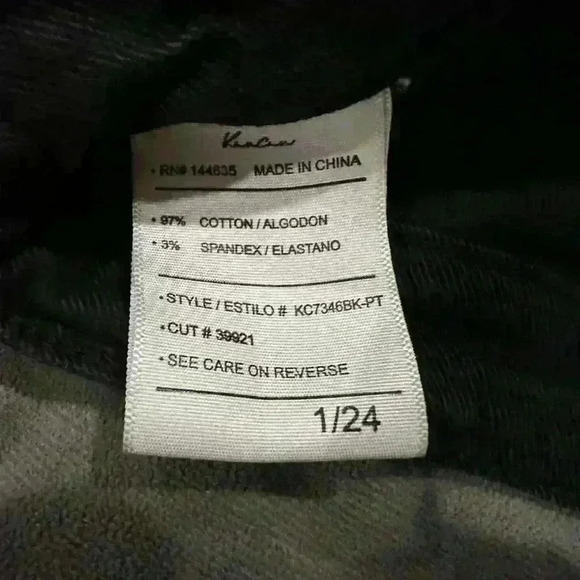 KanCan
• RN# 144635 MADE IN CHINA
• 97% COTTON / ALGODON
• 3% SPANDEX / ELASTANO
• STYLE / ESTILO # KC7346BK-PT
• CUT # 39921
• SEE CARE ON REVERSE
1/24